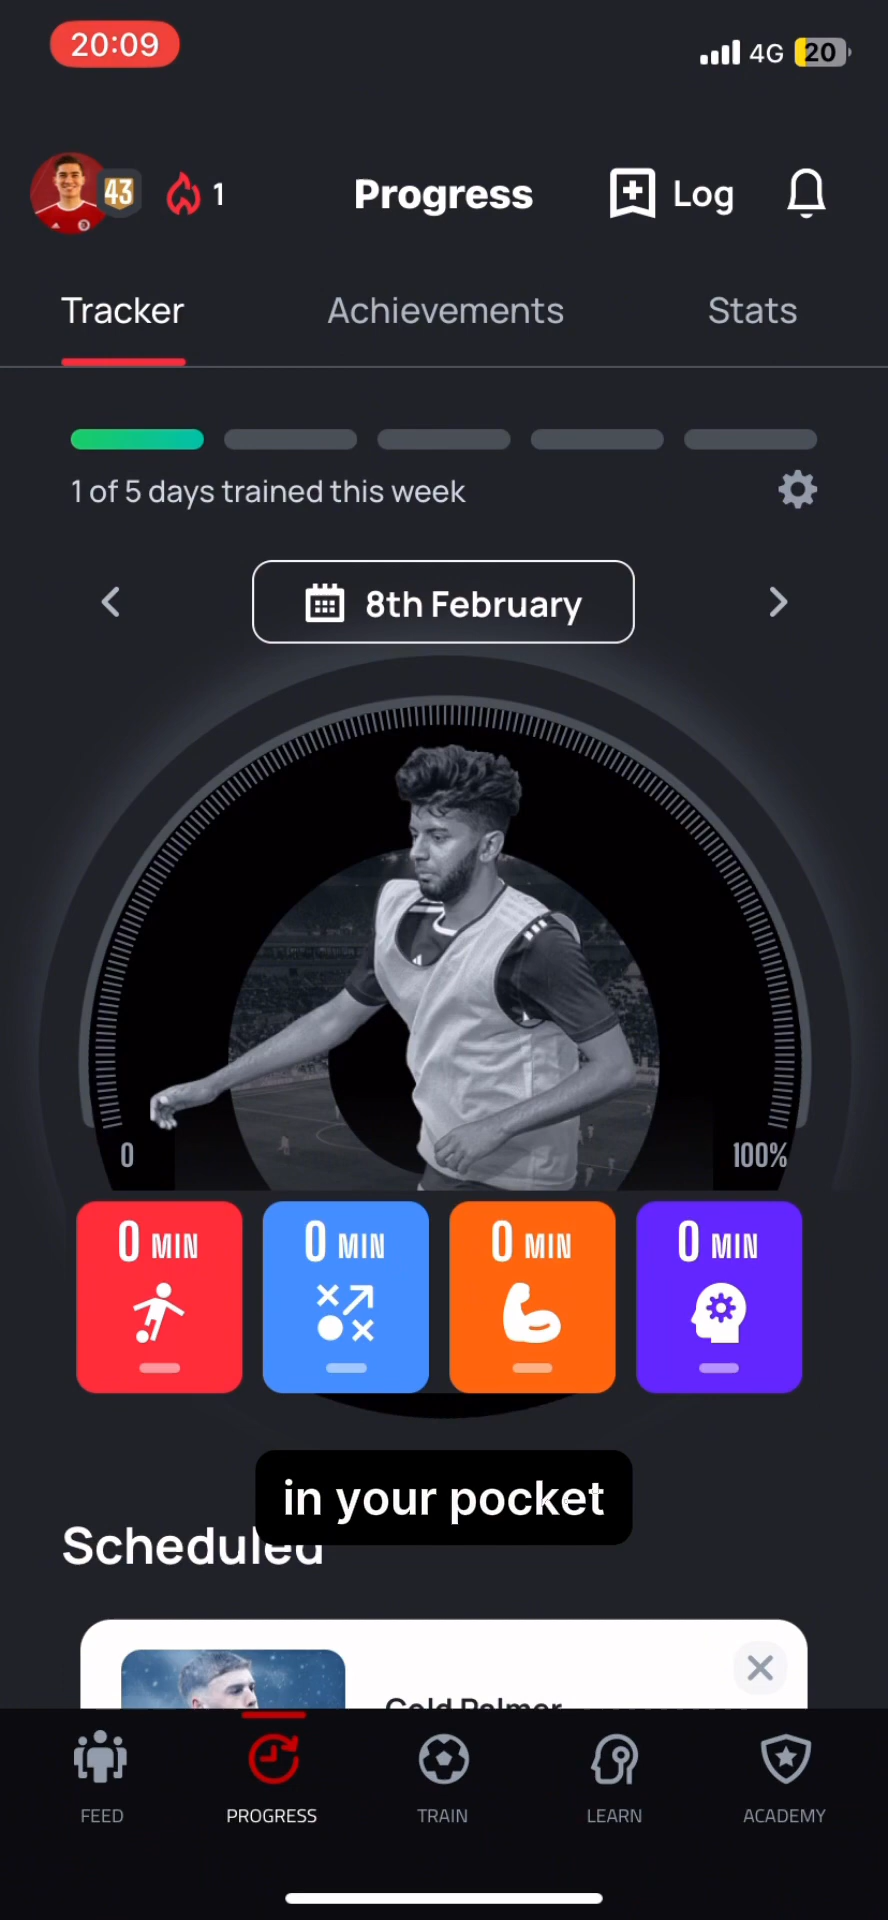 20:09
4G 20
43
1
Progress
Log
Tracker
Achievements
Stats
1 of 5 days trained this week
8th February
0
100%
0 MIN
0 MIN
0 MIN
0 MIN
in your pocket
Scheduled
Cold Palmer
FEED
PROGRESS
TRAIN
LEARN
ACADEMY